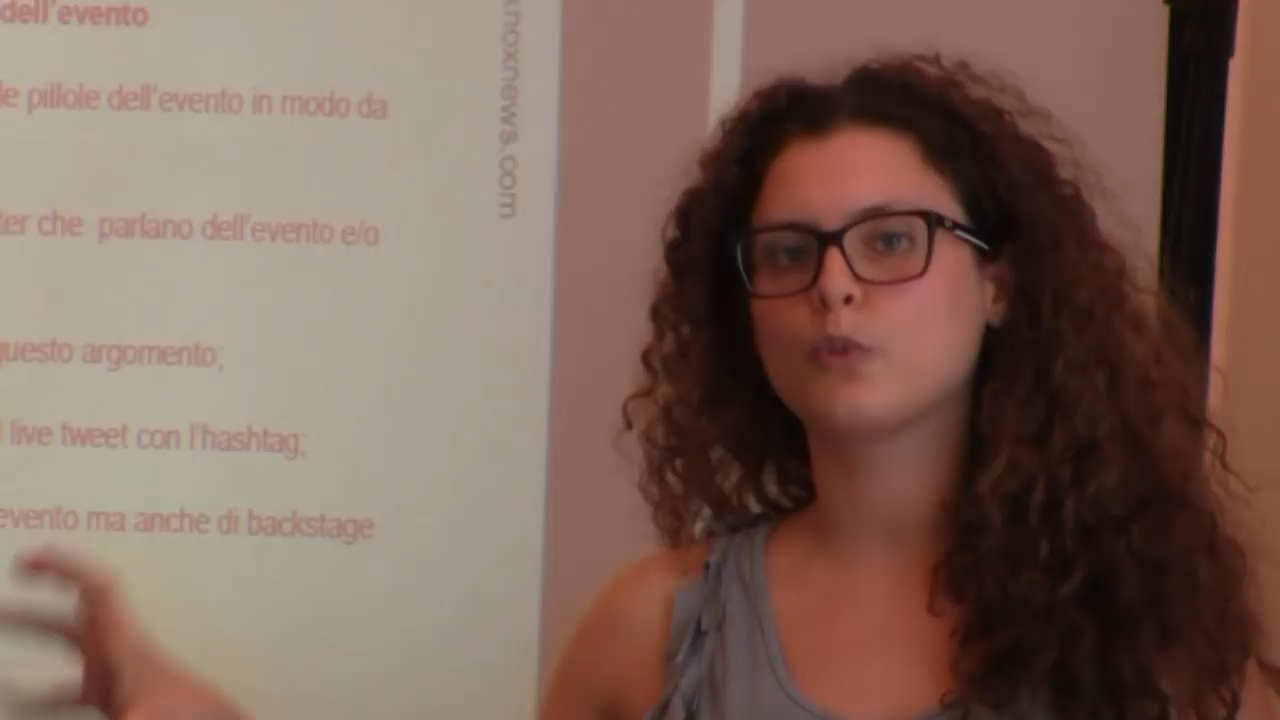 dell'evento
le pillole dell'evento in modo da
ter che parlano dell'evento e/o
questo argomento;
live tweet con l'hashtag;
evento ma anche di backstage
noxnews.com